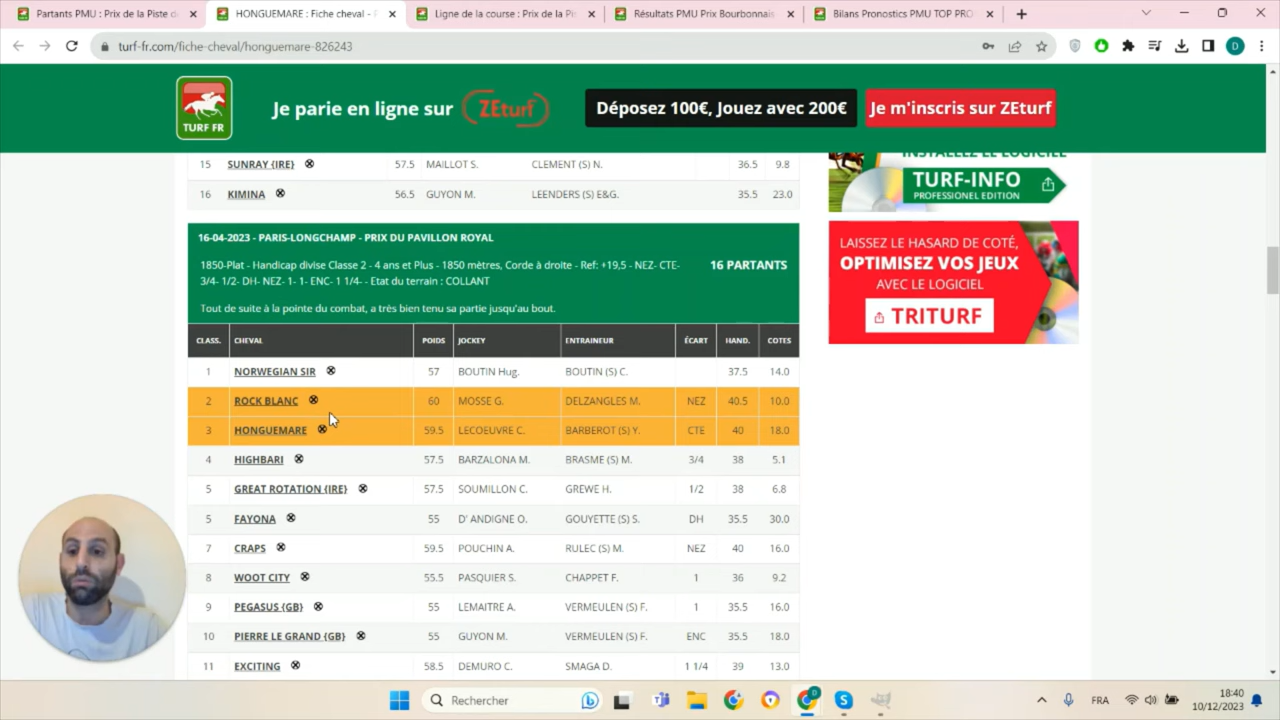 Partants PMU : Prix de la Piste d
HONGUEMARE : Fiche cheval - F
Ligne de la course : Prix de la Pi
Résultats PMU Prix Bourbonnais
Bilans Pronostics PMU TOP PRO
turf-fr.com/fiche-cheval/honguemare-826243
D
TURF FR
Je parie en ligne sur ZEturf
Déposez 100€, Jouez avec 200€
Je m'inscris sur ZEturf
15 SUNRAY {IRE} 57.5 MAILLOT S. CLEMENT (S) N. 36.5 9.8
16 KIMINA 56.5 GUYON M. LEENDERS (S) E&G. 35.5 23.0
INSTALLEZ LE LOGICIEL
TURF-INFO
PROFESSIONEL EDITION
LAISSEZ LE HASARD DE COTÉ,
OPTIMISEZ VOS JEUX
AVEC LE LOGICIEL
TRITURF
16-04-2023 - PARIS-LONGCHAMP - PRIX DU PAVILLON ROYAL
1850-Plat - Handicap divise Classe 2 - 4 ans et Plus - 1850 mètres, Corde à droite - Ref: +19,5 - NEZ- CTE-
3/4- 1/2- DH- NEZ- 1- 1- ENC- 1 1/4- - Etat du terrain : COLLANT
16 PARTANTS
Tout de suite à la pointe du combat, a très bien tenu sa partie jusqu'au bout.
CLASS. CHEVAL POIDS JOCKEY ENTRAINEUR ÉCART HAND. COTES
1 NORWEGIAN SIR 57 BOUTIN Hug. BOUTIN (S) C. 37.5 14.0
2 ROCK BLANC 60 MOSSE G. DELZANGLES M. NEZ 40.5 10.0
3 HONGUEMARE 59.5 LECOEUVRE C. BARBEROT (S) Y. CTE 40 18.0
4 HIGHBARI 57.5 BARZALONA M. BRASME (S) M. 3/4 38 5.1
5 GREAT ROTATION {IRE} 57.5 SOUMILLON C. GREWE H. 1/2 38 6.8
5 FAYONA 55 D' ANDIGNE O. GOUYETTE (S) S. DH 35.5 30.0
7 CRAPS 59.5 POUCHIN A. RULEC (S) M. NEZ 40 16.0
8 WOOT CITY 55.5 PASQUIER S. CHAPPET F. 1 36 9.2
9 PEGASUS {GB} 55 LEMAITRE A. VERMEULEN (S) F. 1 35.5 16.0
10 PIERRE LE GRAND {GB} 55 GUYON M. VERMEULEN (S) F. ENC 35.5 18.0
11 EXCITING 58.5 DEMURO C. SMAGA D. 1 1/4 39 13.0
Rechercher
FRA
18:40
10/12/2023